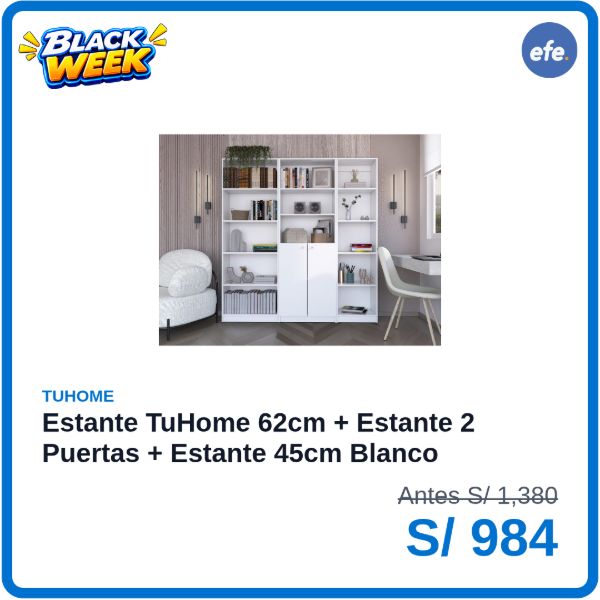 BLACK
WEEK
efe.
TUHOME
Estante TuHome 62cm + Estante 2
Puertas + Estante 45cm Blanco
Antes S/ 1,380
S/ 984